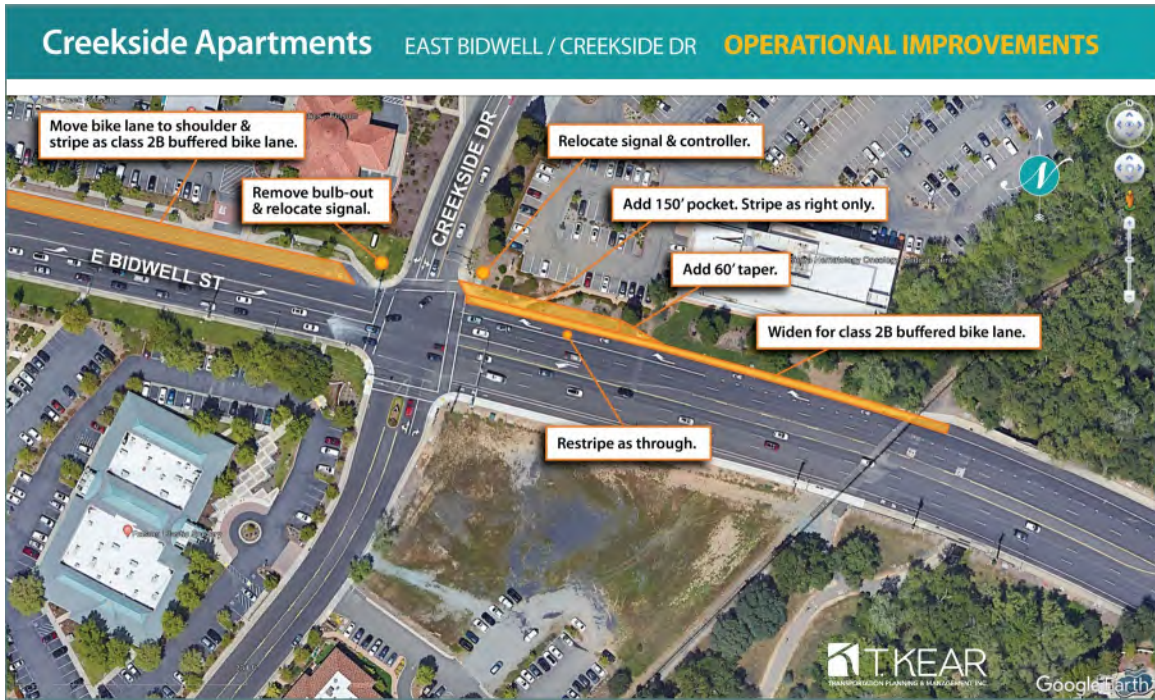 Creekside Apartments EAST BIDWELL / CREEKSIDE DR OPERATIONAL IMPROVEMENTS
Move bike lane to shoulder &
stripe as class 2B buffered bike lane.
Remove bulb-out
& relocate signal.
CREEKSIDE DR
Relocate signal & controller.
Add 150' pocket. Stripe as right only.
Add 60' taper.
Widen for class 2B buffered bike lane.
E BIDWELL ST
Restripe as through.
N
TKEAR
TRANSPORTATION PLANNING & MANAGEMENT INC
Google Earth